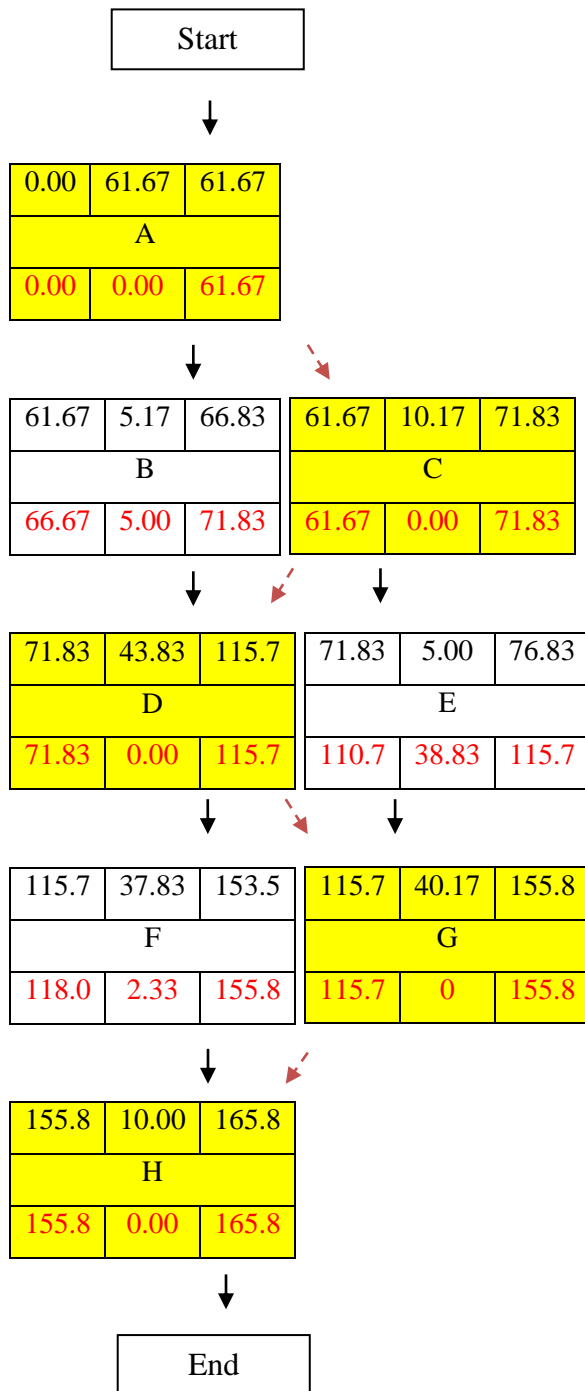 Start
0.00 61.67 61.67
A
0.00 0.00 61.67
61.67 5.17 66.83 61.67 10.17 71.83
B C
66.67 5.00 71.83 61.67 0.00 71.83
71.83 43.83 115.7 71.83 5.00 76.83
D E
71.83 0.00 115.7 110.7 38.83 115.7
115.7 37.83 153.5 115.7 40.17 155.8
F G
118.0 2.33 155.8 115.7 0 155.8
155.8 10.00 165.8
H
155.8 0.00 165.8
End